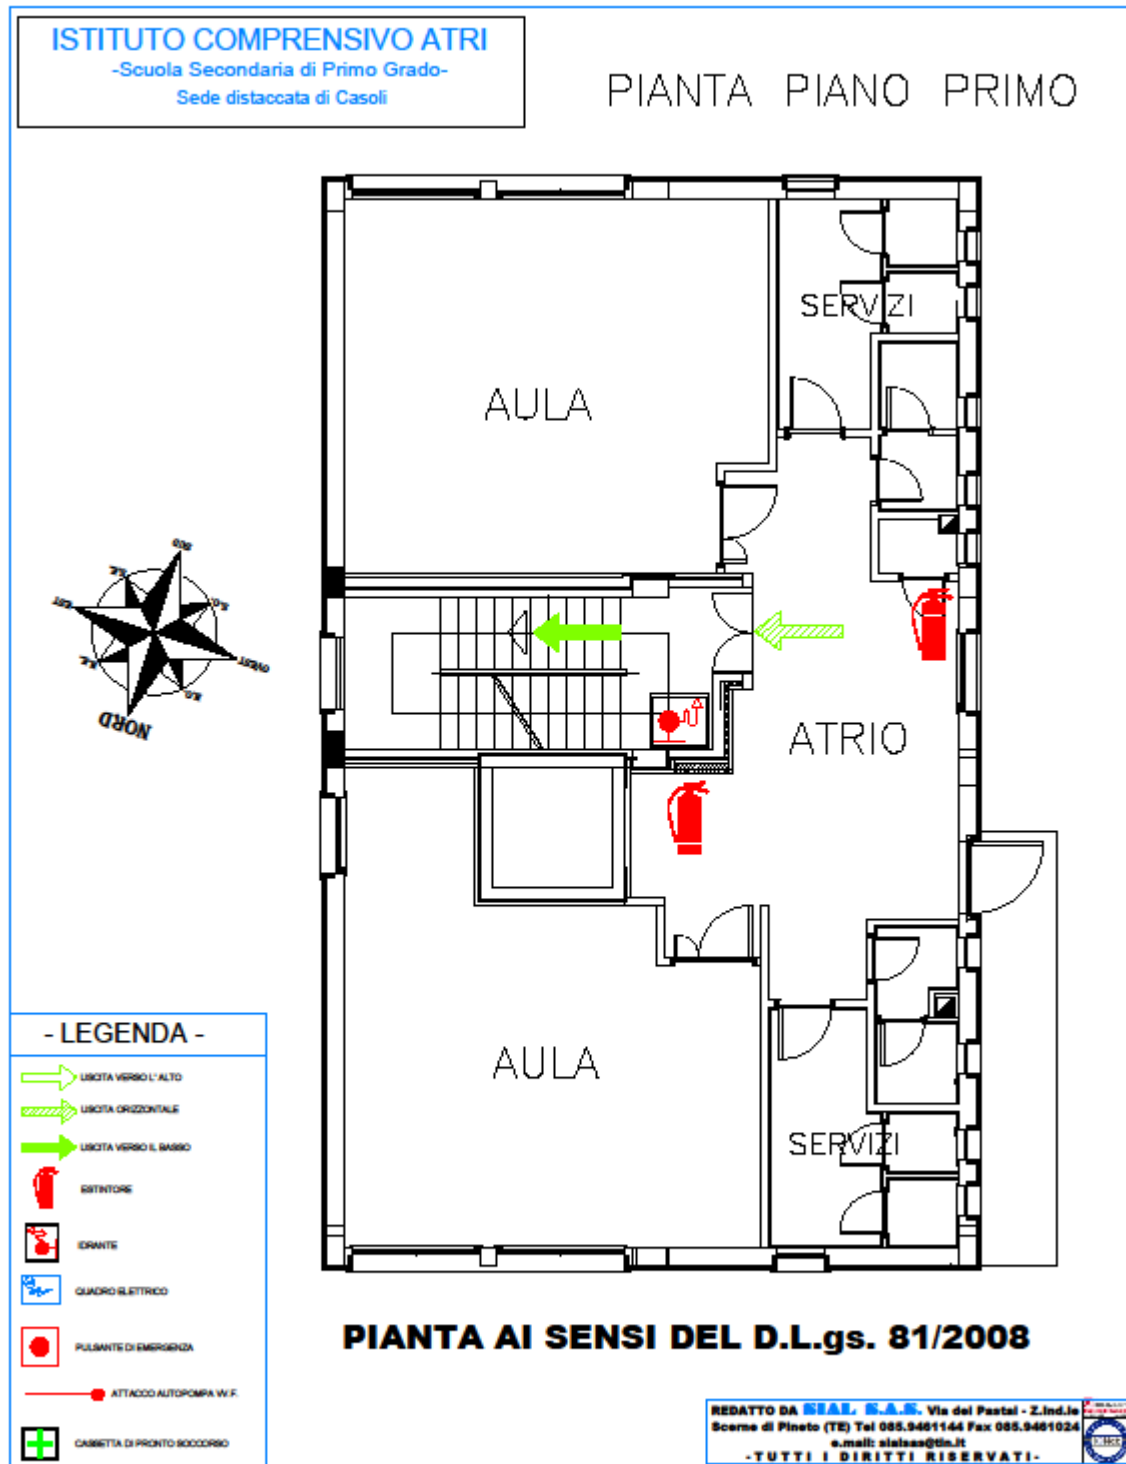 ISTITUTO COMPRENSIVO ATRI
-Scuola Secondaria di Primo Grado-
Sede distaccata di Casoli
PIANTA PIANO PRIMO
SERVIZI
AULA
SUD
S.E.
S.O.
EST
OVEST
N.E.
N.O.
NORD
ATRIO
AULA
SERVIZI
- LEGENDA -
USCITA VERSO L'ALTO
USCITA ORIZZONTALE
USCITA VERSO IL BASSO
ESTINTORE
IDRANTE
QUADRO ELETTRICO
PULSANTE DI EMERGENZA
ATTACCO AUTOPOMPA VV.F.
CASSETTA DI PRONTO SOCCORSO
PIANTA AI SENSI DEL D.L.gs. 81/2008
REDATTO DA SIAL S.A.S. Via dei Pastai - Z.Ind.le
Scerne di Pineto (TE) Tel 085.9461144 Fax 085.9461024
e.mail: sialsas@tin.it
-TUTTI I DIRITTI RISERVATI-